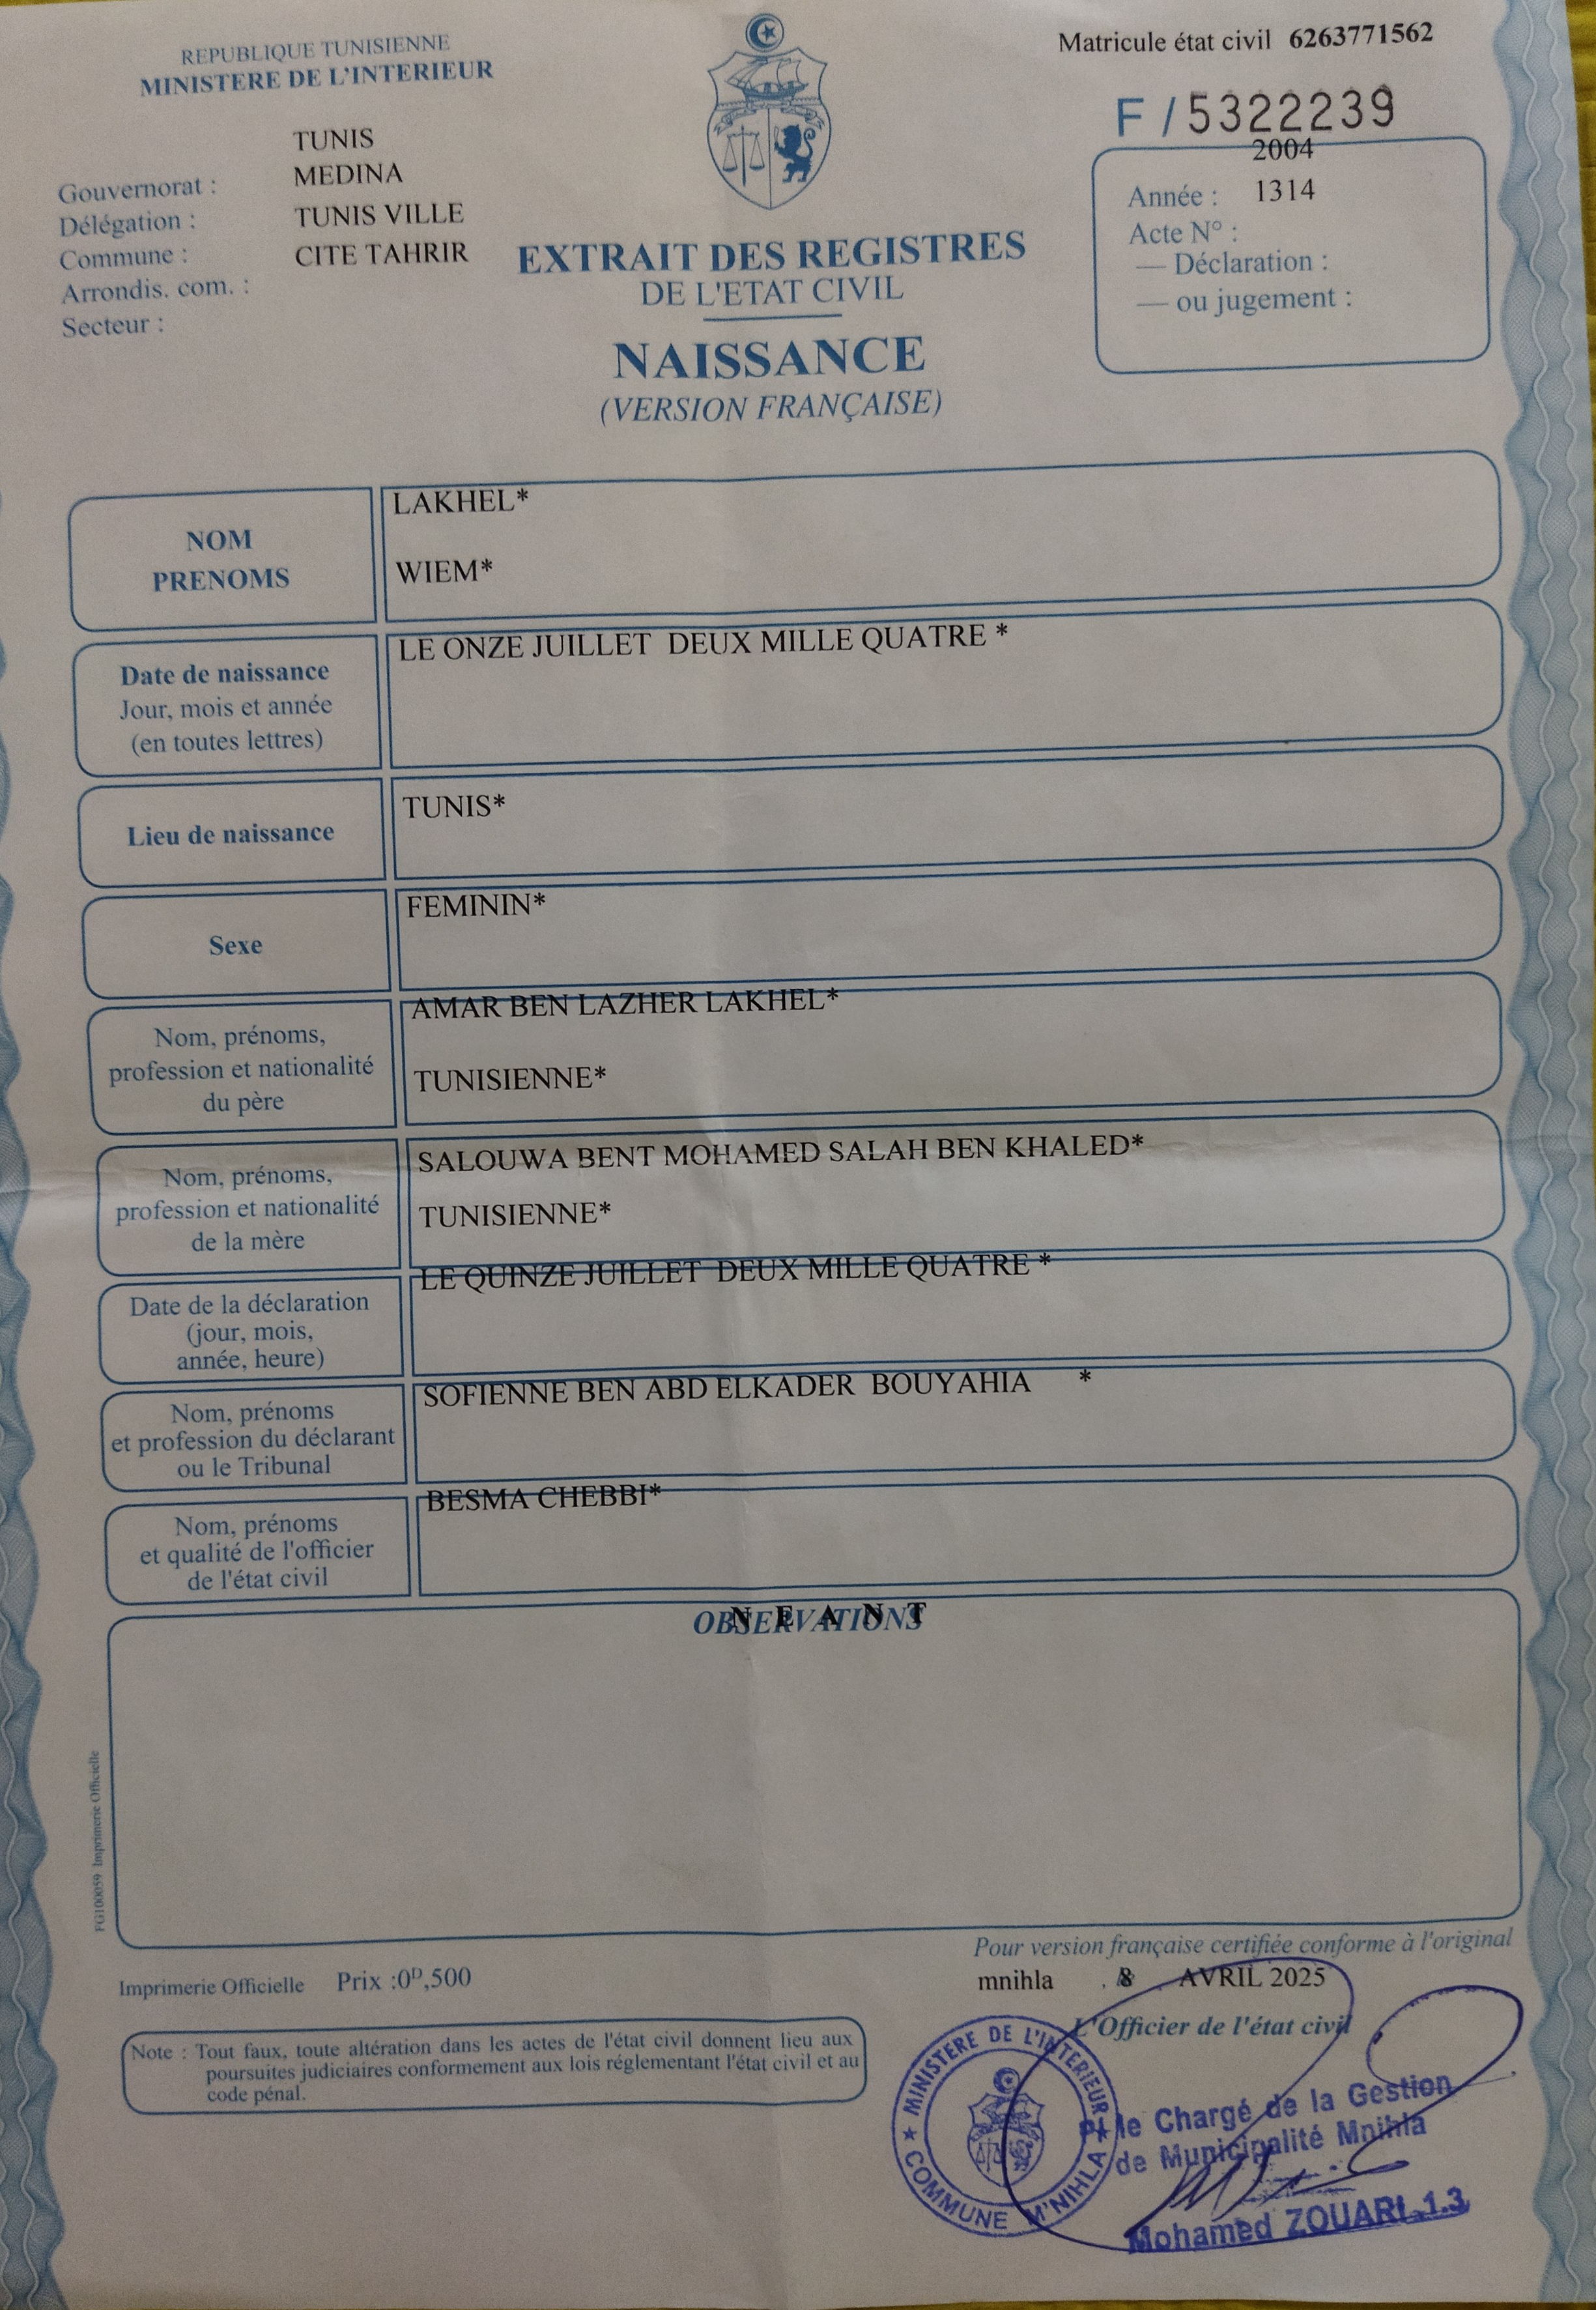 REPUBLIQUE TUNISIENNE
MINISTERE DE L'INTERIEUR
Matricule état civil 6263771562
F / 5322239
TUNIS
MEDINA
TUNIS VILLE
CITE TAHRIR
Gouvernorat :
Délégation :
Commune :
Arrondis. com. :
Secteur :
2004
Année : 1314
Acte N° :
— Déclaration :
— ou jugement :
EXTRAIT DES REGISTRES
DE L'ETAT CIVIL
NAISSANCE
(VERSION FRANÇAISE)
NOM
PRENOMS
LAKHEL*
WIEM*
Date de naissance
Jour, mois et année
(en toutes lettres)
LE ONZE JUILLET DEUX MILLE QUATRE *
Lieu de naissance
TUNIS*
Sexe
FEMININ*
Nom, prénoms,
profession et nationalité
du père
AMAR BEN LAZHER LAKHEL*
TUNISIENNE*
Nom, prénoms,
profession et nationalité
de la mère
SALOUWA BENT MOHAMED SALAH BEN KHALED*
TUNISIENNE*
Date de la déclaration
(jour, mois,
année, heure)
LE QUINZE JUILLET DEUX MILLE QUATRE *
Nom, prénoms
et profession du déclarant
ou le Tribunal
SOFIENNE BEN ABD ELKADER BOUYAHIA *
Nom, prénoms
et qualité de l'officier
de l'état civil
BESMA CHEBBI*
OBSERVATIONS
N E A N T
FG100059 Imprimerie Officielle
Pour version française certifiée conforme à l'original
Imprimerie Officielle Prix :0ᴰ,500
mnihla 8 AVRIL 2025
L'Officier de l'état civil
Note : Tout faux, toute altération dans les actes de l'état civil donnent lieu aux
poursuites judiciaires conformement aux lois réglementant l'état civil et au
code pénal.
★ MINISTERE DE L'INTERIEUR ★
COMMUNE M'NIHLA
le Chargé de la Gestion
de Municipalité Mnihla
Mohamed ZOUARI 1.3